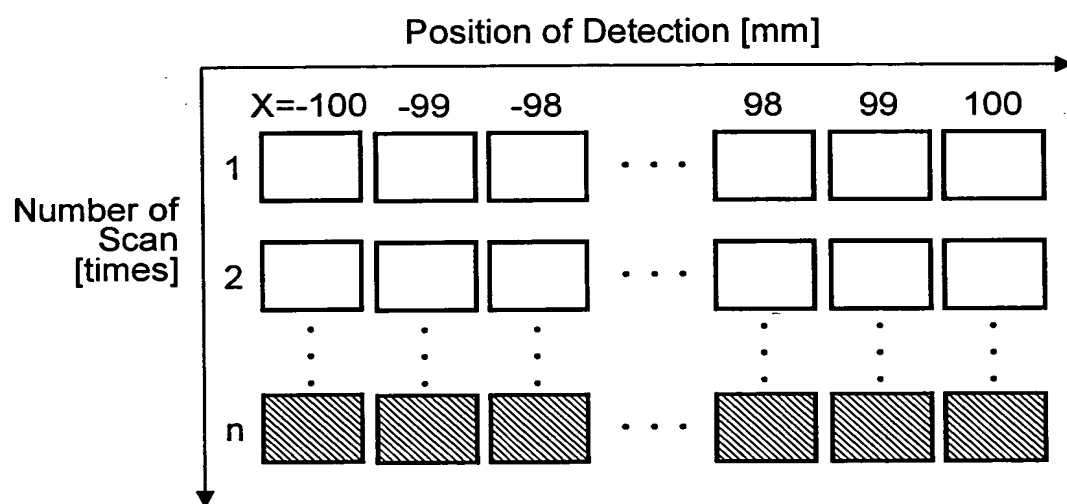 Position of Detection [mm]
X=-100 -99 -98 · · · 98 99 100
1 · · ·
Number of
Scan
[times]
2 · · ·
n · · ·